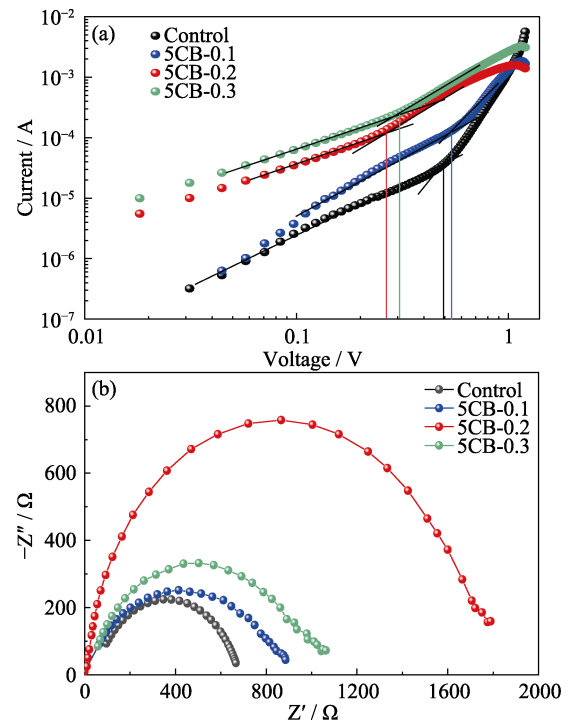 (a)
Control
5CB-0.1
5CB-0.2
5CB-0.3
Current / A
10⁻² 
10⁻³
10⁻⁴
10⁻⁵
10⁻⁶
10⁻⁷
0.01 0.1 1
Voltage / V
(b)
Control
5CB-0.1
5CB-0.2
5CB-0.3
−Z″ / Ω
800
600
400
200
0
0 400 800 1200 1600 2000
Z′ / Ω